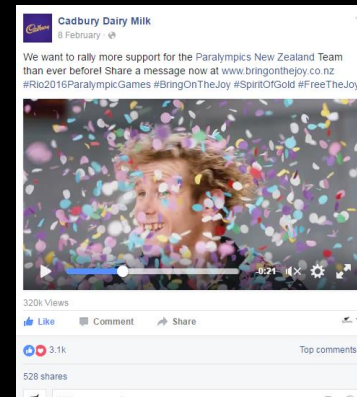 Cadbury
Cadbury Dairy Milk
8 February ·
We want to rally more support for the Paralympics New Zealand Team
than ever before! Share a message now at www.bringonthejoy.co.nz
#Rio2016ParalympicGames #BringOnTheJoy #SpiritOfGold #FreeTheJoy
-0:21
320k Views
Like Comment Share
3.1k Top comments
528 shares